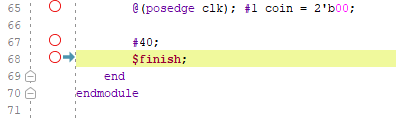 65 @(posedge clk); #1 coin = 2'b00;
66
67 #40;
68 $finish;
69 end
70 endmodule
71